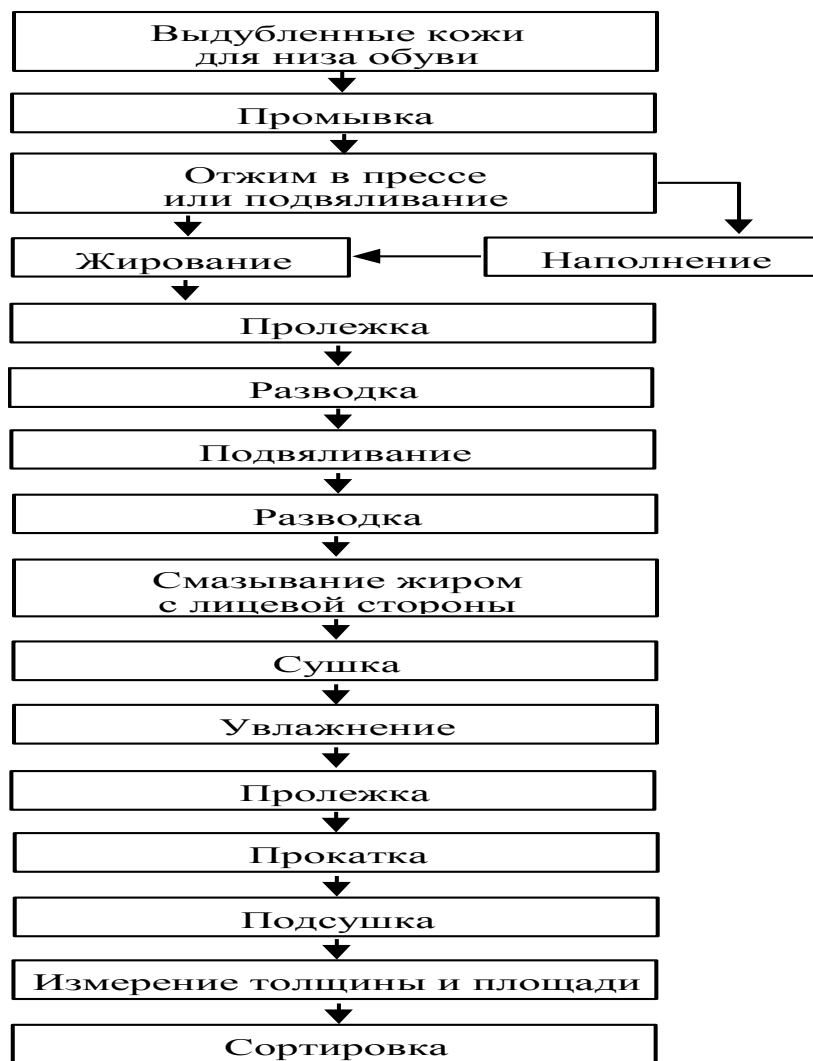 Выдубленные кожи
для низа обуви
Промывка
Отжим в прессе
или подвяливание
Жирование
Наполнение
Пролежка
Разводка
Подвяливание
Разводка
Смазывание жиром
с лицевой стороны
Сушка
Увлажнение
Пролежка
Прокатка
Подсушка
Измерение толщины и площади
Сортировка